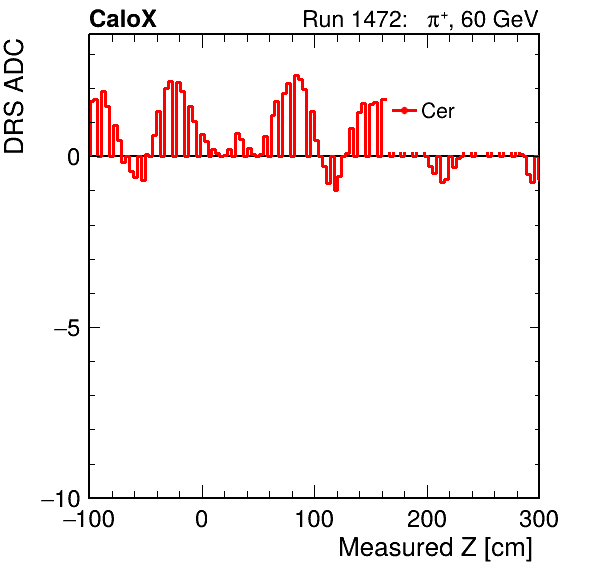 CaloX Run 1472: π⁺, 60 GeV
DRS ADC
Cer
0
−5
−10
−100 0 100 200 300
Measured Z [cm]